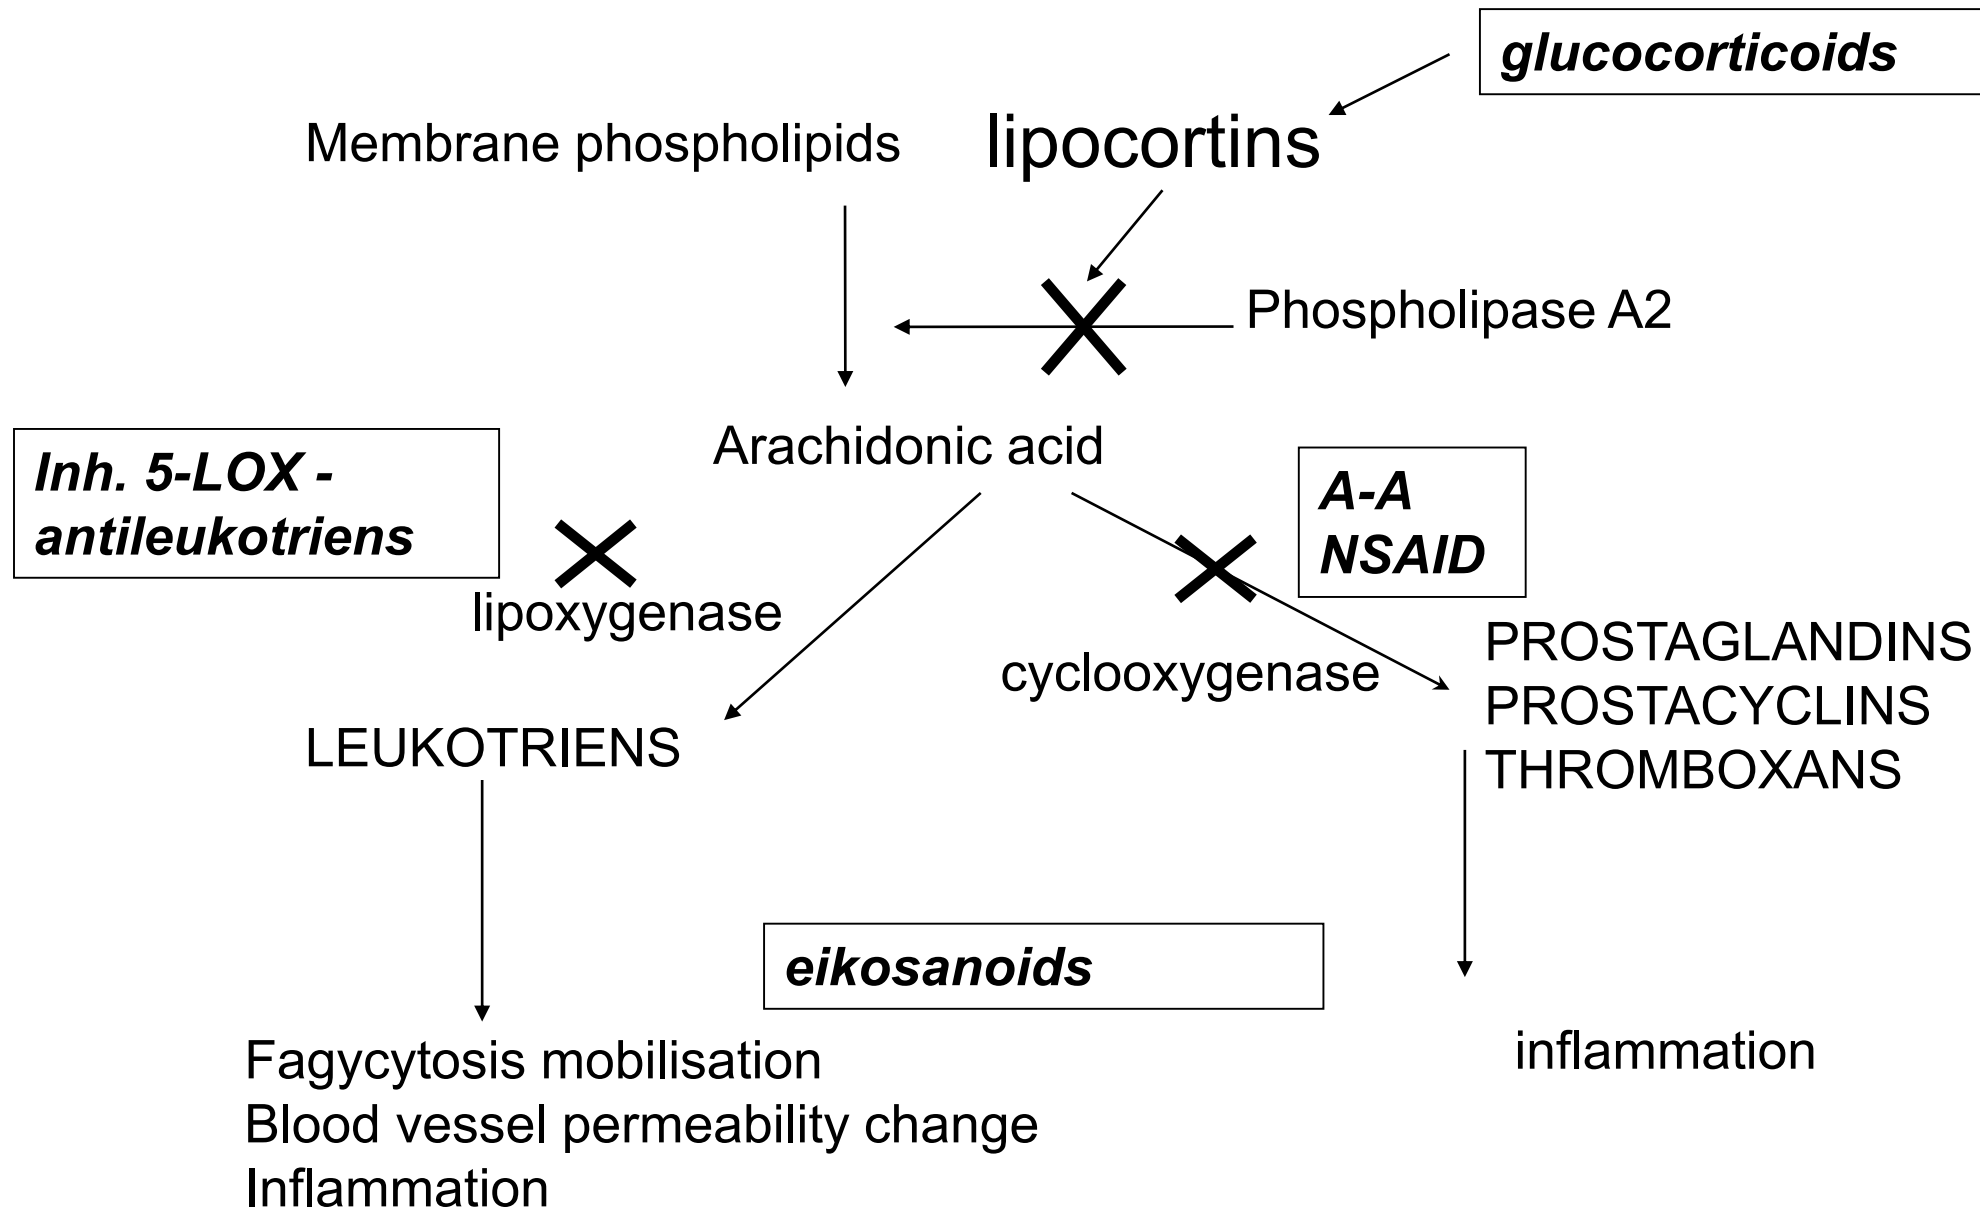 glucocorticoids
Membrane phospholipids
lipocortins
Phospholipase A2
Arachidonic acid
Inh. 5-LOX -
antileukotriens
A-A
NSAID
lipoxygenase
cyclooxygenase
PROSTAGLANDINS
PROSTACYCLINS
THROMBOXANS
LEUKOTRIENS
eikosanoids
Fagycytosis mobilisation
Blood vessel permeability change
Inflammation
inflammation